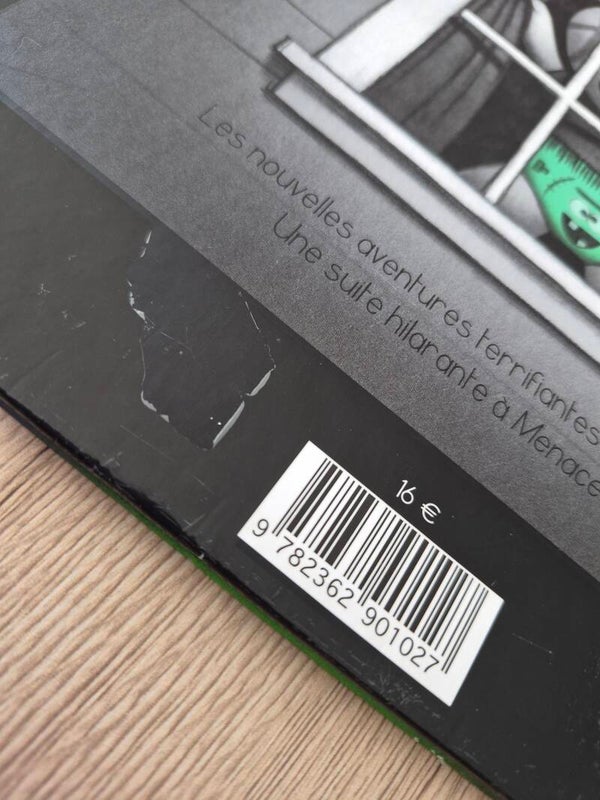 Les nouvelles aventures terrifiantes
Une suite hilarante à Menace
16 €
9 782362 901027